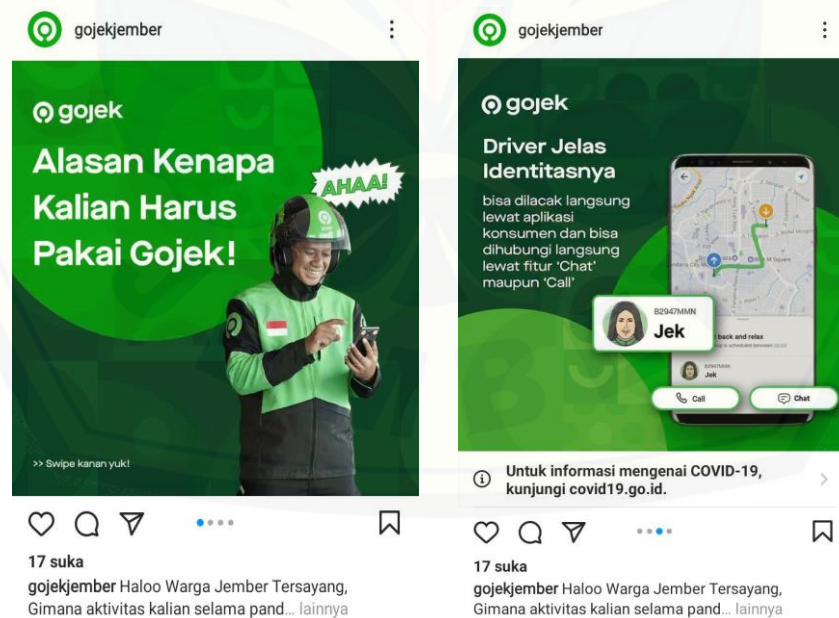 gojekjember
gojek
Alasan Kenapa
Kalian Harus
Pakai Gojek!
AHAA!
>> Swipe kanan yuk!
17 suka
gojekjember Haloo Warga Jember Tersayang,
Gimana aktivitas kalian selama pand... lainnya
gojekjember
gojek
Driver Jelas
Identitasnya
bisa dilacak langsung
lewat aplikasi
konsumen dan bisa
dihubungi langsung
lewat fitur 'Chat'
maupun 'Call'
B2947MMN
Jek
back and relax
B2947MMN
Jek
Call
Chat
Untuk informasi mengenai COVID-19,
kunjungi covid19.go.id.
17 suka
gojekjember Haloo Warga Jember Tersayang,
Gimana aktivitas kalian selama pand... lainnya